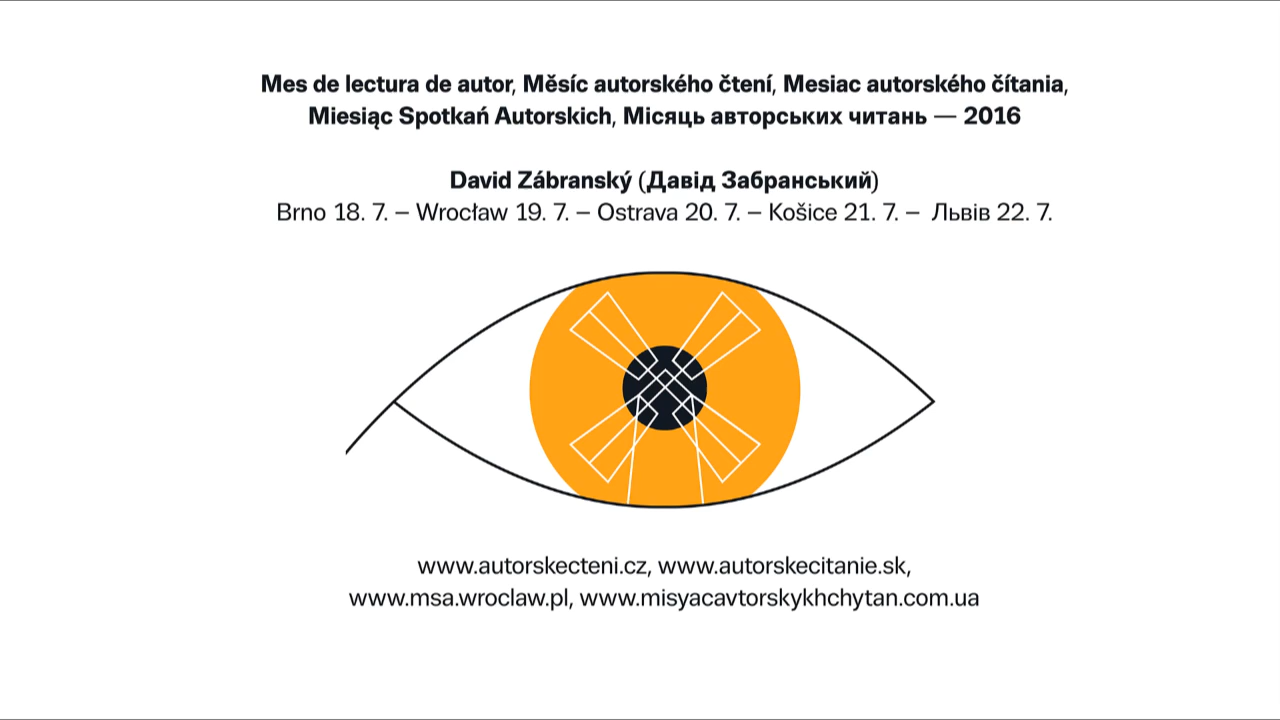 Mes de lectura de autor, Měsíc autorského čtení, Mesiac autorského čítania,
Miesiąc Spotkań Autorskich, Місяць авторських читань — 2016
David Zábranský (Давід Забранський)
Brno 18. 7. – Wrocław 19. 7. – Ostrava 20. 7. – Košice 21. 7. – Львів 22. 7.
www.autorskecteni.cz, www.autorskecitanie.sk,
www.msa.wroclaw.pl, www.misyacavtorskykhchytan.com.ua